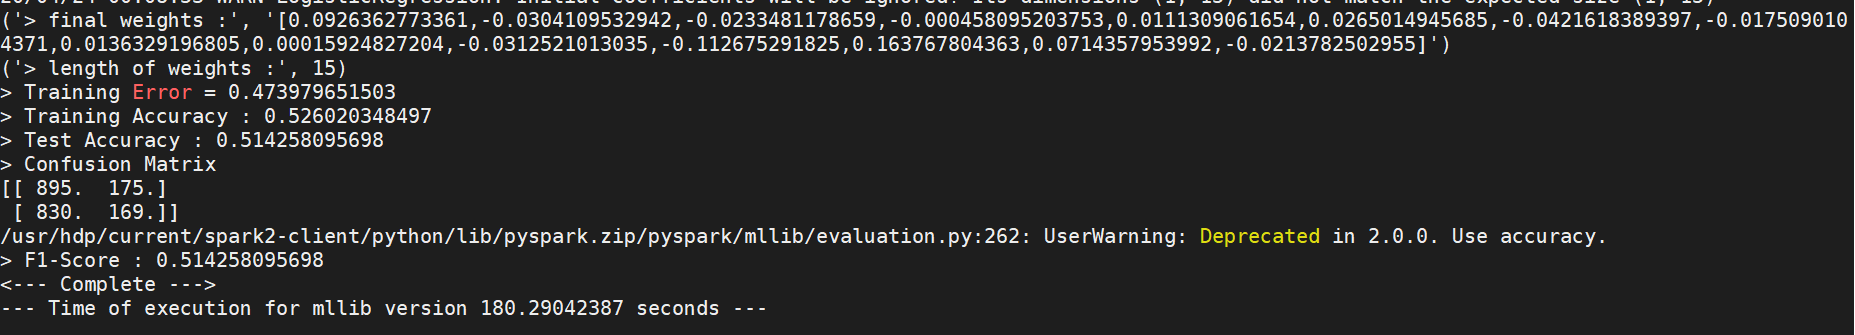 ('> final weights :', '[0.0926362773361,-0.0304109532942,-0.0233481178659,-0.000458095203753,0.0111309061654,0.0265014945685,-0.0421618389397,-0.017509010
4371,0.0136329196805,0.00015924827204,-0.0312521013035,-0.112675291825,0.163767804363,0.0714357953992,-0.0213782502955]')
('> length of weights :', 15)
> Training Error = 0.473979651503
> Training Accuracy : 0.526020348497
> Test Accuracy : 0.514258095698
> Confusion Matrix
[[ 895.  175.]
 [ 830.  169.]]
/usr/hdp/current/spark2-client/python/lib/pyspark.zip/pyspark/mllib/evaluation.py:262: UserWarning: Deprecated in 2.0.0. Use accuracy.
> F1-Score : 0.514258095698
<--- Complete --->
--- Time of execution for mllib version 180.29042387 seconds ---